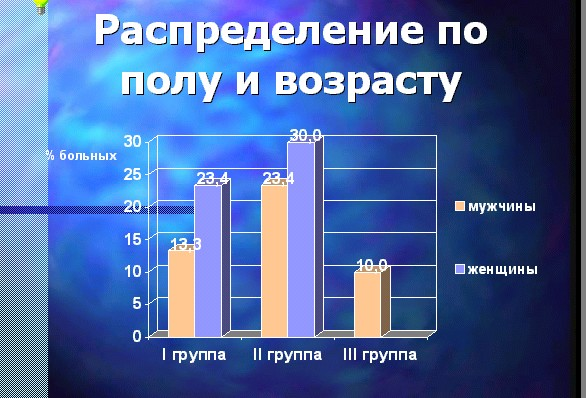 Распределение по
полу и возрасту
% больных
30
25
20
15
10
5
0
13,3
23,4
23,4
30,0
10,0
I группа
II группа
III группа
мужчины
женщины